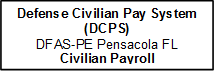 Defense Civilian Pay System
(DCPS)
DFAS-PE Pensacola FL
Civilian Payroll